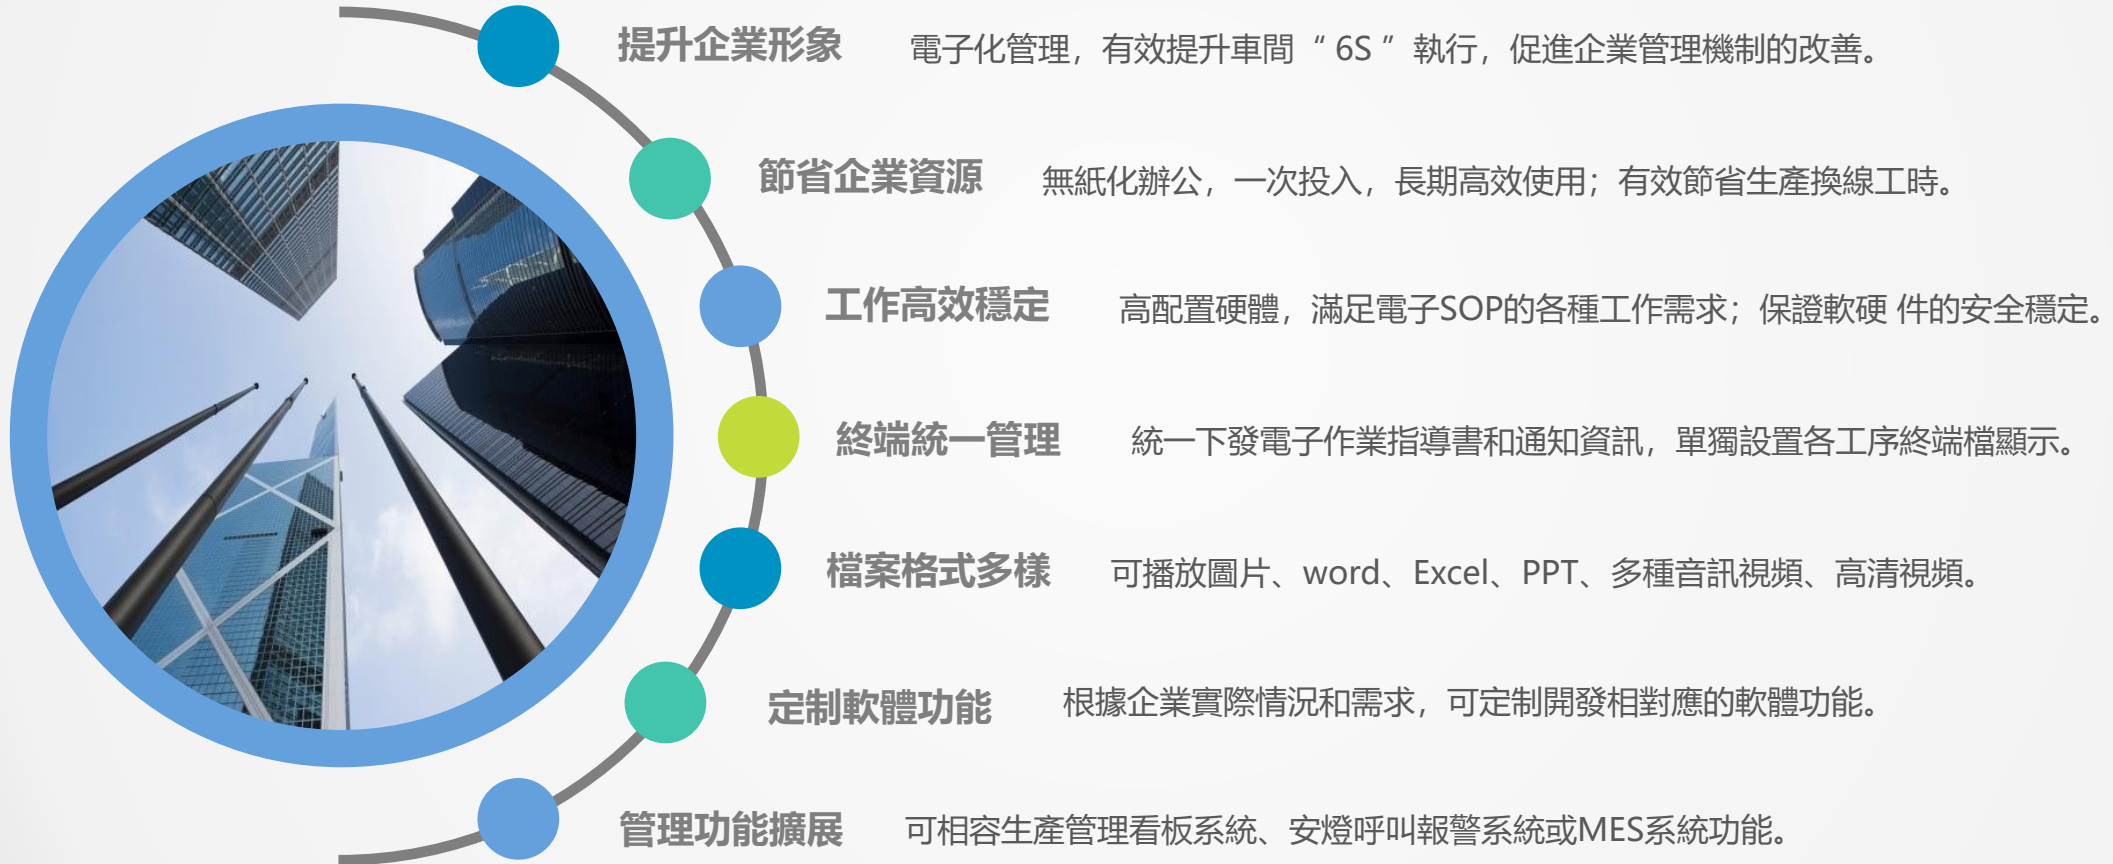 提升企業形象 電子化管理，有效提升車間“ 6S ”執行，促進企業管理機制的改善。
節省企業資源 無紙化辦公，一次投入，長期高效使用；有效節省生產換線工時。
工作高效穩定 高配置硬體，滿足電子SOP的各種工作需求；保證軟硬 件的安全穩定。
終端統一管理 統一下發電子作業指導書和通知資訊，單獨設置各工序終端檔顯示。
檔案格式多樣 可播放圖片、word、Excel、PPT、多種音訊視頻、高清視頻。
定制軟體功能 根據企業實際情況和需求，可定制開發相對應的軟體功能。
管理功能擴展 可相容生產管理看板系統、安燈呼叫報警系統或MES系統功能。